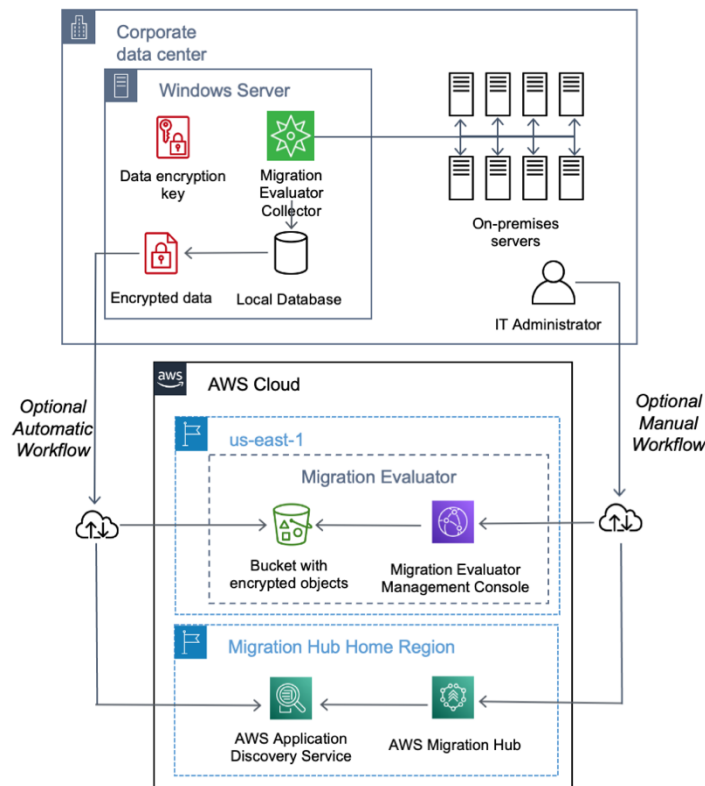 Corporate
data center
Windows Server
Data encryption
key
Migration
Evaluator
Collector
On-premises
servers
Encrypted data
Local Database
IT Administrator
aws
AWS Cloud
Optional
Automatic
Workflow
Optional
Manual
Workflow
us-east-1
Migration Evaluator
Bucket with
encrypted objects
Migration Evaluator
Management Console
Migration Hub Home Region
AWS Application
Discovery Service
AWS Migration Hub